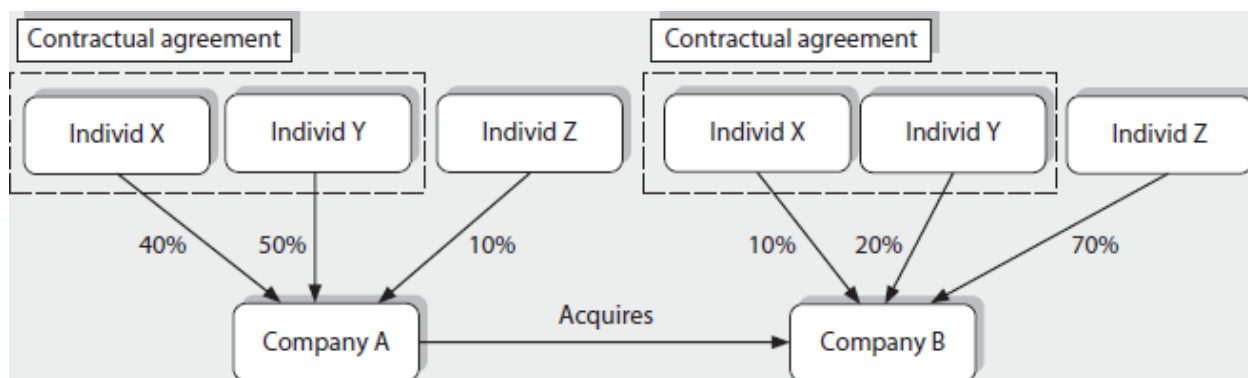 Contractual agreement
Contractual agreement
Individ X
Individ Y
Individ Z
Individ X
Individ Y
Individ Z
40%
50%
10%
10%
20%
70%
Company A
Acquires
Company B